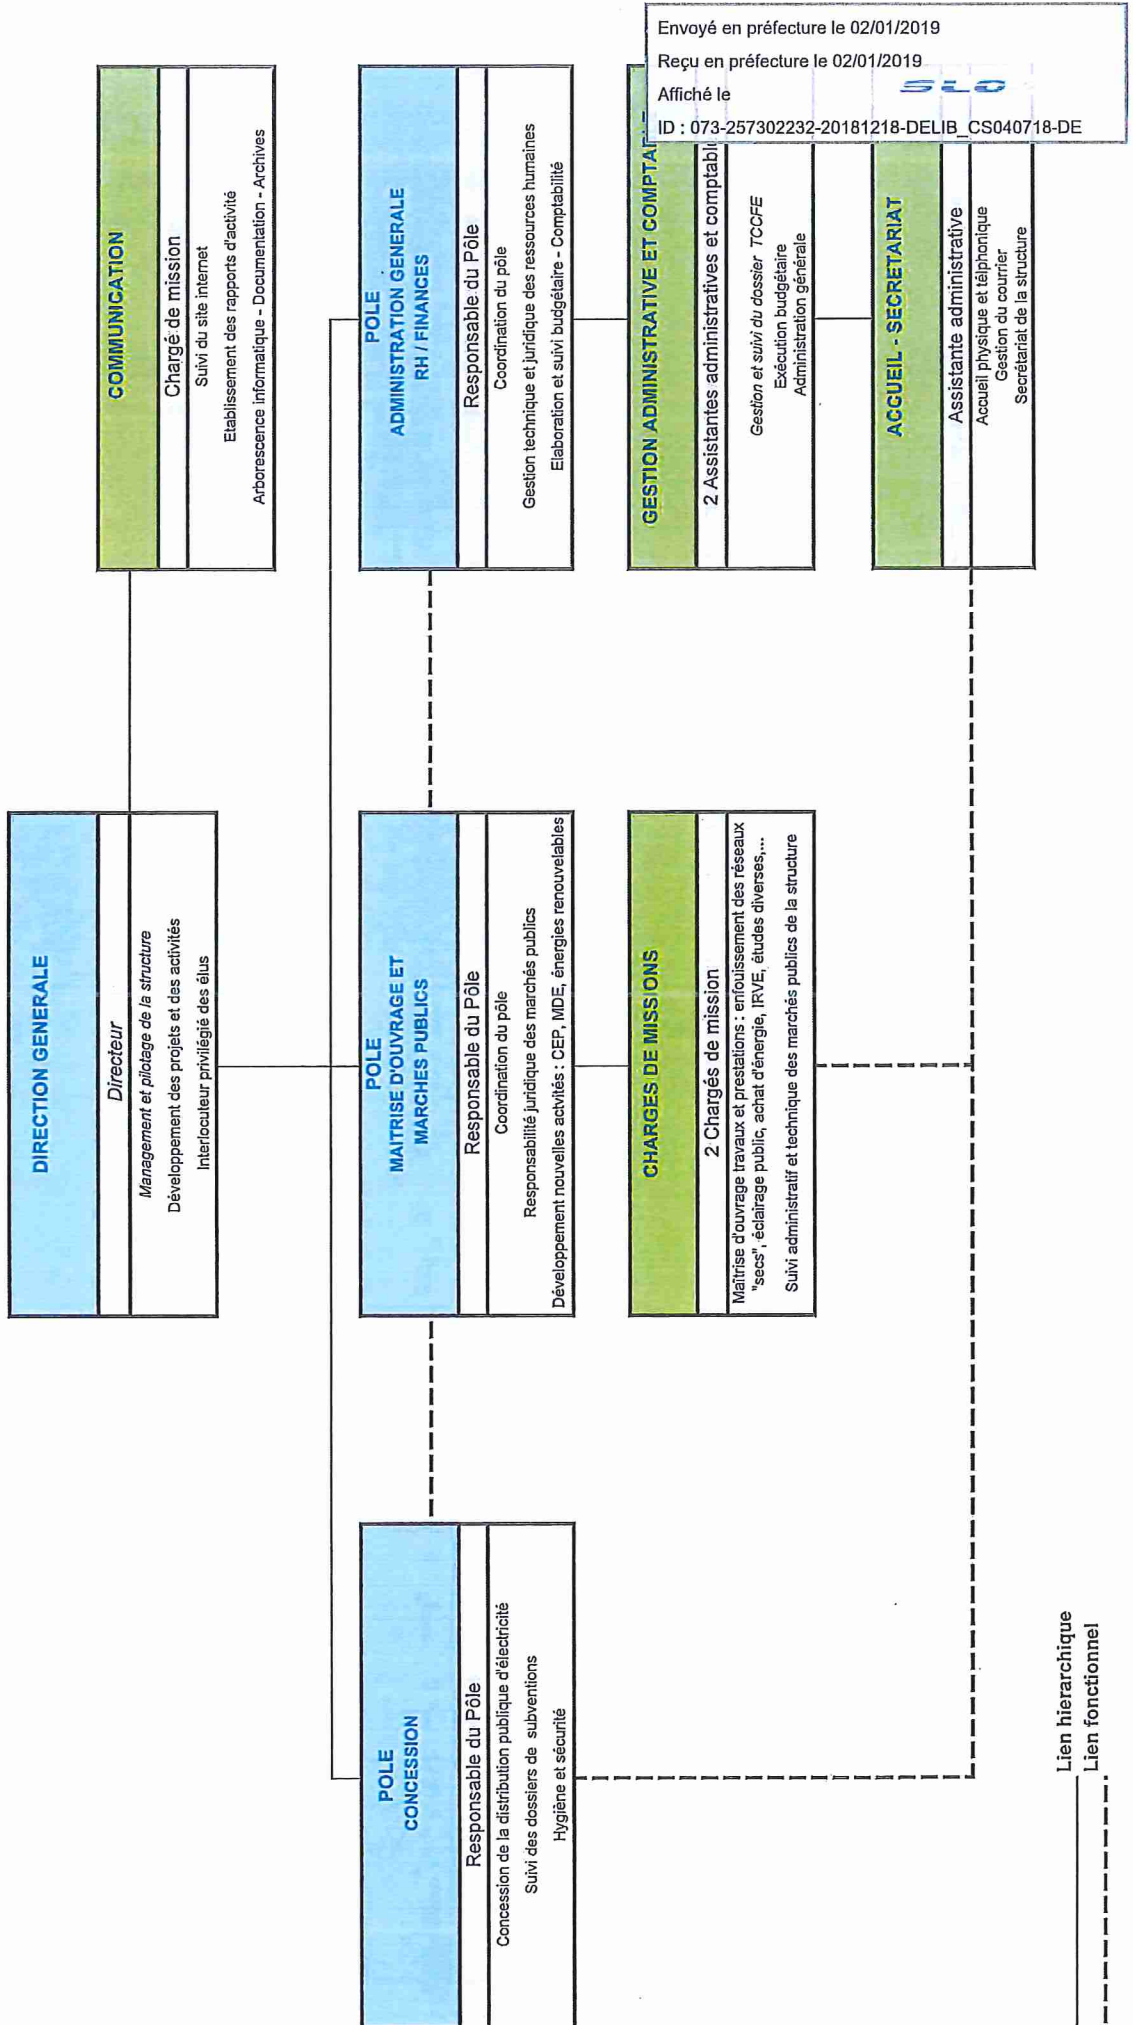 Envoyé en préfecture le 02/01/2019
Reçu en préfecture le 02/01/2019
Affiché le
SLO
ID : 073-257302232-20181218-DELIB_CS040718-DE
DIRECTION GENERALE
Directeur
Management et pilotage de la structure
Développement des projets et des activités
Interlocuteur privilégié des élus
COMMUNICATION
Chargé de mission
Suivi du site internet
Etablissement des rapports d'activité
Arborescence informatique - Documentation - Archives
POLE
CONCESSION
Responsable du Pôle
Concession de la distribution publique d'électricité
Suivi des dossiers de subventions
Hygiène et sécurité
POLE
MAITRISE D'OUVRAGE ET
MARCHES PUBLICS
Responsable du Pôle
Coordination du pôle
Responsabilité juridique des marchés publics
Développement nouvelles actvités : CEP, MDE, énergies renouvelables
POLE
ADMINISTRATION GENERALE
RH / FINANCES
Responsable du Pôle
Coordination du pôle
Gestion technique et juridique des ressources humaines
Elaboration et suivi budgétaire - Comptabilité
CHARGES DE MISSIONS
2 Chargés de mission
Maîtrise d'ouvrage travaux et prestations : enfouissement des réseaux
"secs", éclairage public, achat d'énergie, IRVE, études diverses,...
Suivi administratif et technique des marchés publics de la structure
GESTION ADMINISTRATIVE ET COMPTA
2 Assistantes administratives et comptabl
Gestion et suivi du dossier TCCFE
Exécution budgétaire
Administration générale
ACCUEIL - SECRETARIAT
Assistante administrative
Accueil physique et télphonique
Gestion du courrier
Secrétariat de la structure
Lien hierarchique
Lien fonctionnel